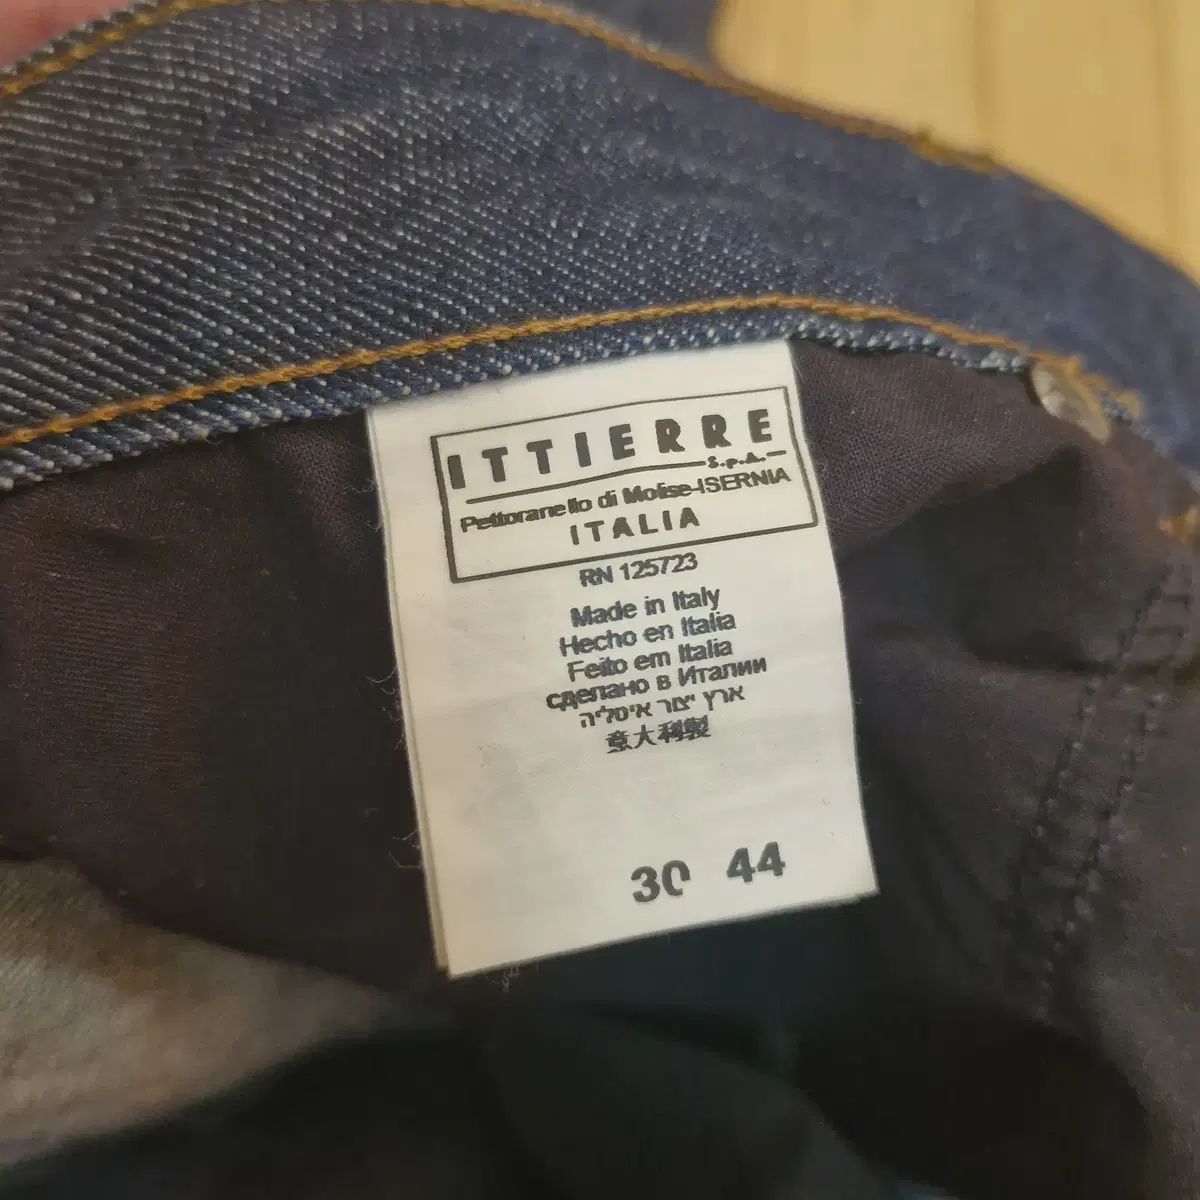 ITTIERRE
S.p.A.
Pettoranello di Molise-ISERNIA
ITALIA
RN 125723
Made in Italy
Hecho en Italia
Feito em Italia
сделано в Италии
ארץ יצור איטליה
意大利製
30 44